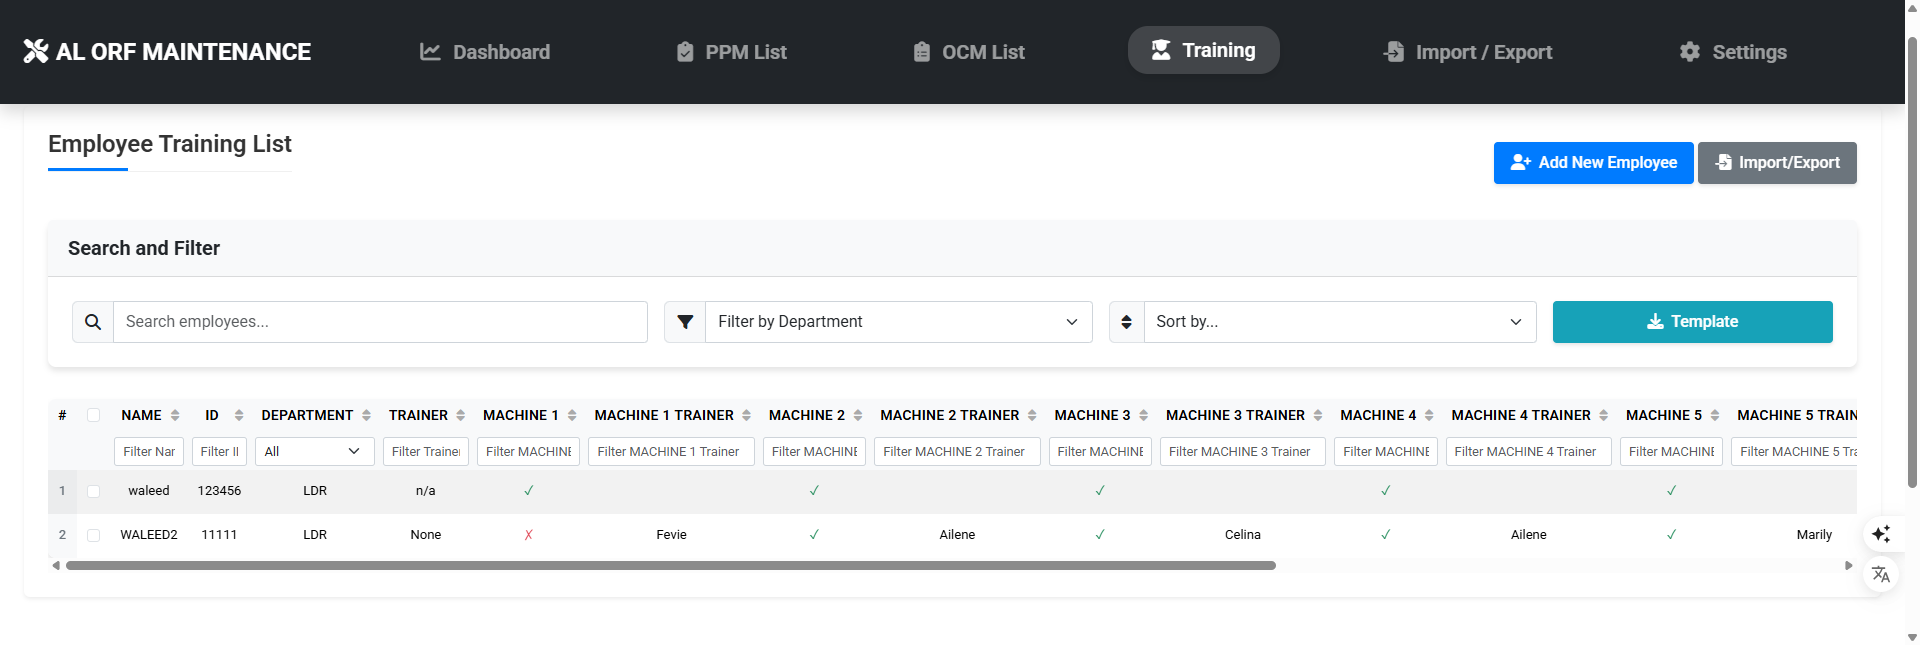 AL ORF MAINTENANCE Dashboard PPM List OCM List Training Import / Export Settings
Employee Training List
Add New Employee Import/Export
Search and Filter
Search employees... Filter by Department Sort by... Template
# NAME ID DEPARTMENT TRAINER MACHINE 1 MACHINE 1 TRAINER MACHINE 2 MACHINE 2 TRAINER MACHINE 3 MACHINE 3 TRAINER MACHINE 4 MACHINE 4 TRAINER MACHINE 5 MACHINE 5 TRAIN
Filter Nar Filter II All Filter Trainer Filter MACHINE Filter MACHINE 1 Trainer Filter MACHINE Filter MACHINE 2 Trainer Filter MACHINE Filter MACHINE 3 Trainer Filter MACHINE Filter MACHINE 4 Trainer Filter MACHINE Filter MACHINE 5 Tra
1 waleed 123456 LDR n/a ✓ ✓ ✓ ✓ ✓
2 WALEED2 11111 LDR None ✗ Fevie ✓ Ailene ✓ Celina ✓ Ailene ✓ Marily